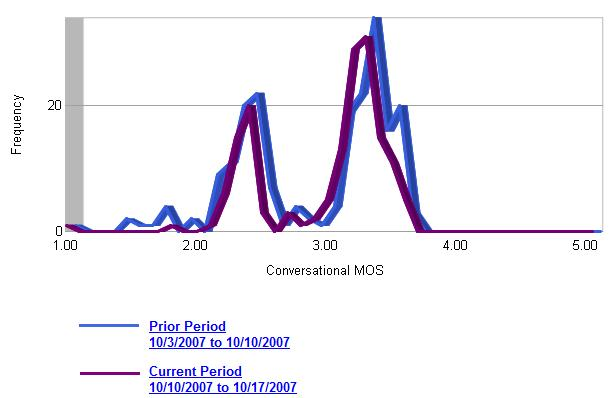 Frequency
20
0
1.00 2.00 3.00 4.00 5.00
Conversational MOS
Prior Period
10/3/2007 to 10/10/2007
Current Period
10/10/2007 to 10/17/2007